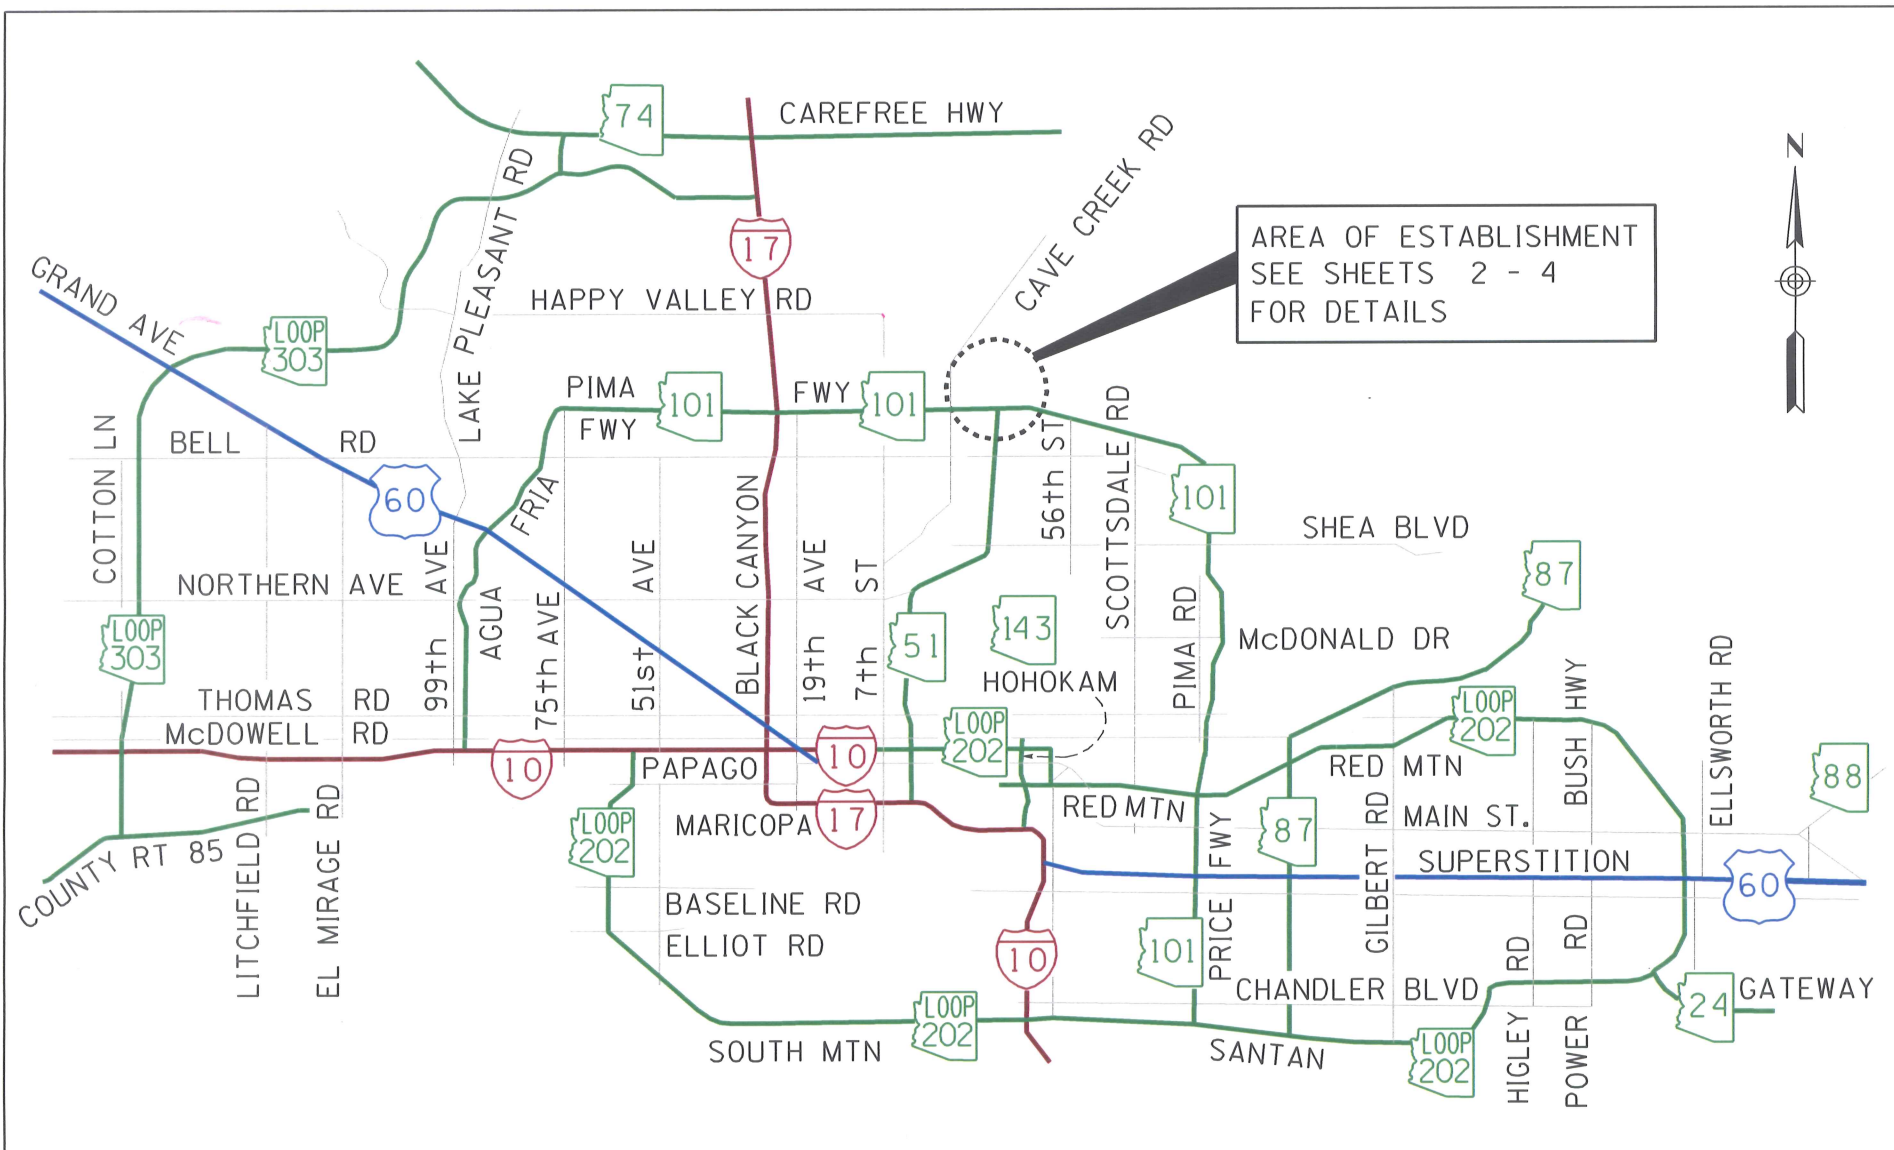 74
CAREFREE HWY
CAVE CREEK RD
N
LAKE PLEASANT RD
17
AREA OF ESTABLISHMENT
SEE SHEETS 2 - 4
FOR DETAILS
GRAND AVE
HAPPY VALLEY RD
LOOP
303
PIMA
FWY
101
FWY
101
COTTON LN
BELL RD
60
AGUA FRIA
BLACK CANYON
56th ST
SCOTTSDALE RD
101
SHEA BLVD
NORTHERN AVE
99th AVE
75th AVE
51st AVE
19th AVE
7th ST
87
LOOP
303
51
143
HOHOKAM
PIMA RD
McDONALD DR
BUSH HWY
ELLSWORTH RD
THOMAS RD
McDOWELL RD
10
PAPAGO
10
LOOP
202
LOOP
202
RED MTN
88
LITCHFIELD RD
EL MIRAGE RD
COUNTY RT 85
LOOP
202
MARICOPA
17
RED MTN
PRICE FWY
87
GILBERT RD
MAIN ST.
SUPERSTITION
60
BASELINE RD
ELLIOT RD
10
101
CHANDLER BLVD
HIGLEY RD
POWER RD
24
GATEWAY
SOUTH MTN
LOOP
202
SANTAN
LOOP
202